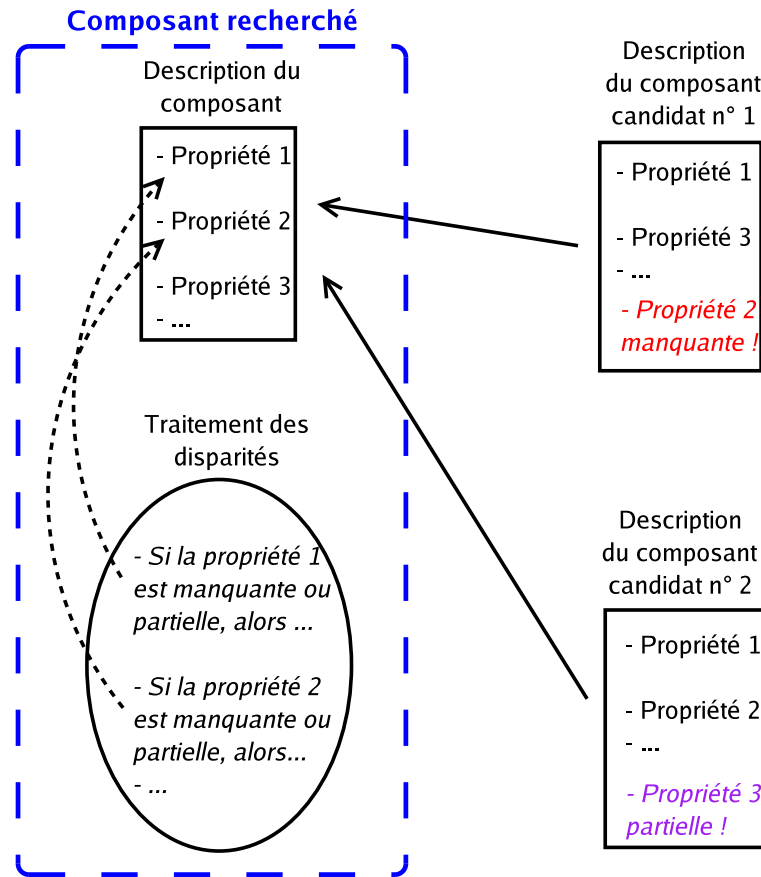 Composant recherché
Description du
composant
- Propriété 1
- Propriété 2
- Propriété 3
- ...
Traitement des
disparités
- Si la propriété 1
est manquante ou
partielle, alors ...
- Si la propriété 2
est manquante ou
partielle, alors...
- ...
Description
du composant
candidat n° 1
- Propriété 1
- Propriété 3
- ...
- Propriété 2
manquante !
Description
du composant
candidat n° 2
- Propriété 1
- Propriété 2
- ...
- Propriété 3
partielle !